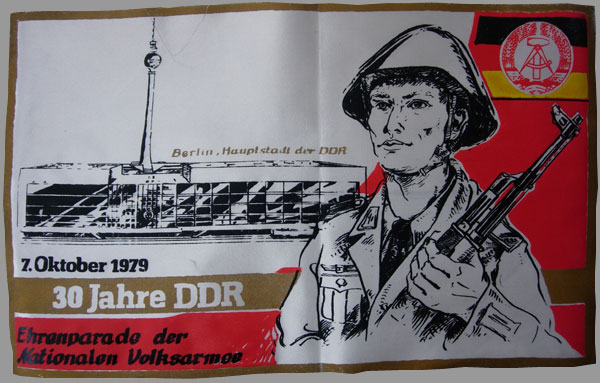 Berlin, Hauptstadt der DDR
7. Oktober 1979
30 Jahre DDR
Ehrenparade der
Nationalen Volksarmee